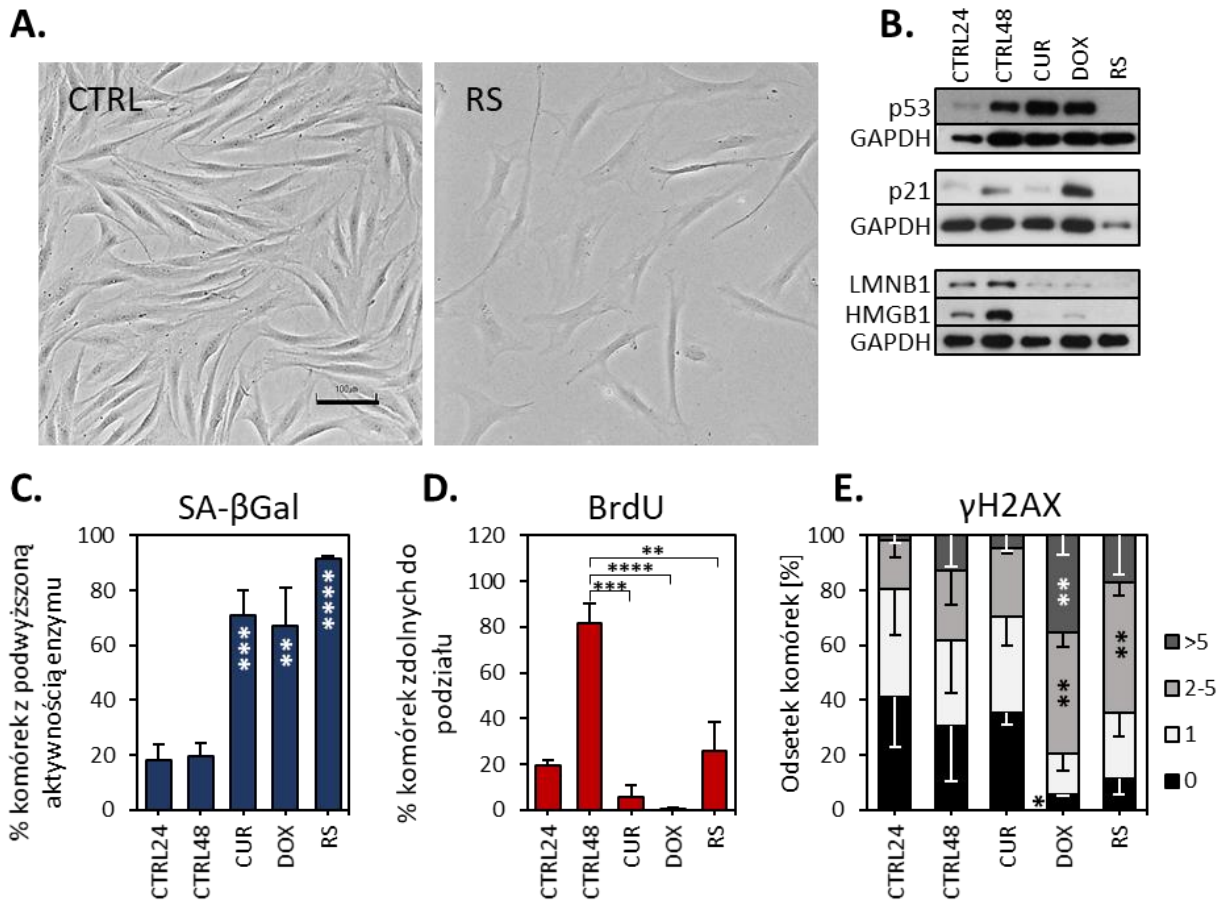 A.
CTRL
100µm
RS
B.
CTRL24
CTRL48
CUR
DOX
RS
p53
GAPDH
p21
GAPDH
LMNB1
HMGB1
GAPDH
C.
SA-βGal
% komórek z podwyższoną
aktywnością enzymu
100
80
60
40
20
0
***
**
****
CTRL24
CTRL48
CUR
DOX
RS
D.
BrdU
% komórek zdolnych do
podziału
120
100
80
60
40
20
0
**
****
***
CTRL24
CTRL48
CUR
DOX
RS
E.
γH2AX
Odsetek komórek [%]
100
80
60
40
20
0
**
**
*
**
CTRL24
CTRL48
CUR
DOX
RS
>5
2-5
1
0